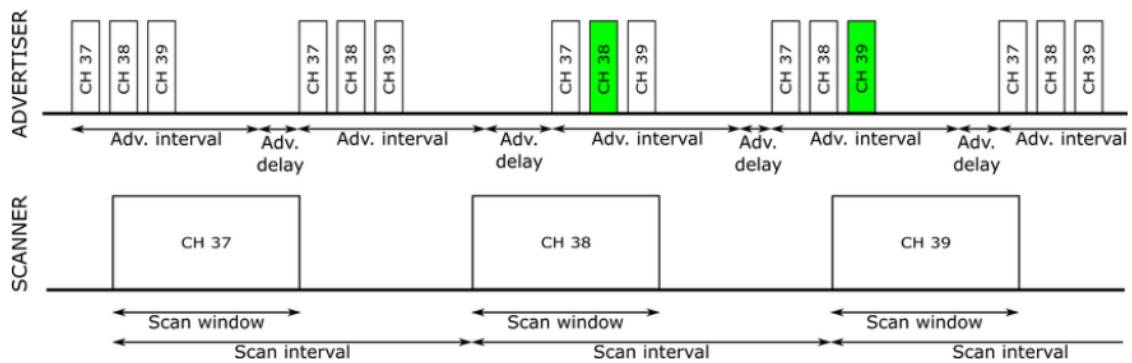 ADVERTISER
CH 37 CH 38 CH 39 CH 37 CH 38 CH 39 CH 37 CH 38 CH 39 CH 37 CH 38 CH 39 CH 37 CH 38 CH 39
Adv. interval Adv. delay Adv. interval Adv. delay Adv. interval Adv. delay Adv. interval Adv. delay Adv. interval
SCANNER
CH 37 CH 38 CH 39
Scan window Scan window Scan window
Scan interval Scan interval Scan interval